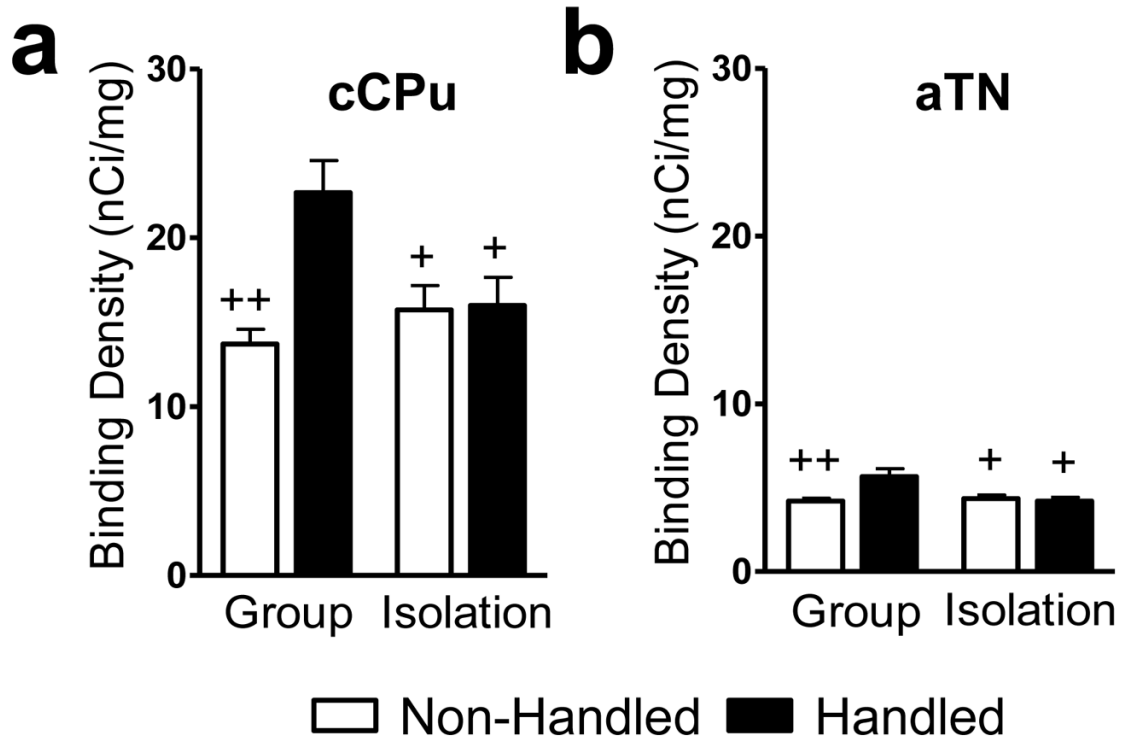 a
cCPu
Binding Density (nCi/mg)
30
20
10
0
++
+
+
Group Isolation
b
aTN
Binding Density (nCi/mg)
30
20
10
0
++
+
+
Group Isolation
Non-Handled Handled